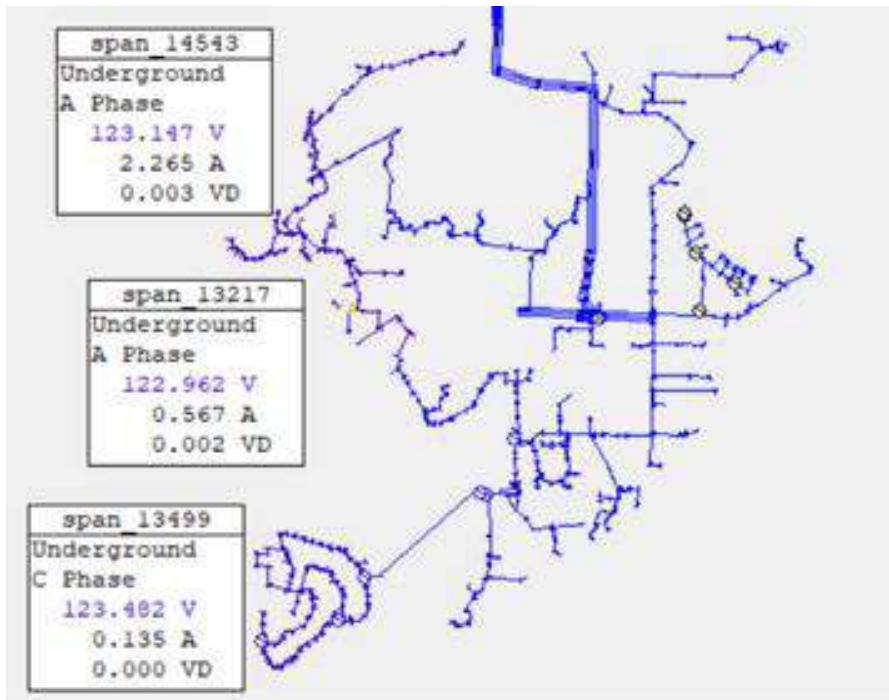 span_14543
Underground
A Phase
123.147 V
2.265 A
0.003 VD
span_13217
Underground
A Phase
122.962 V
0.567 A
0.002 VD
span_13499
Underground
C Phase
123.482 V
0.135 A
0.000 VD